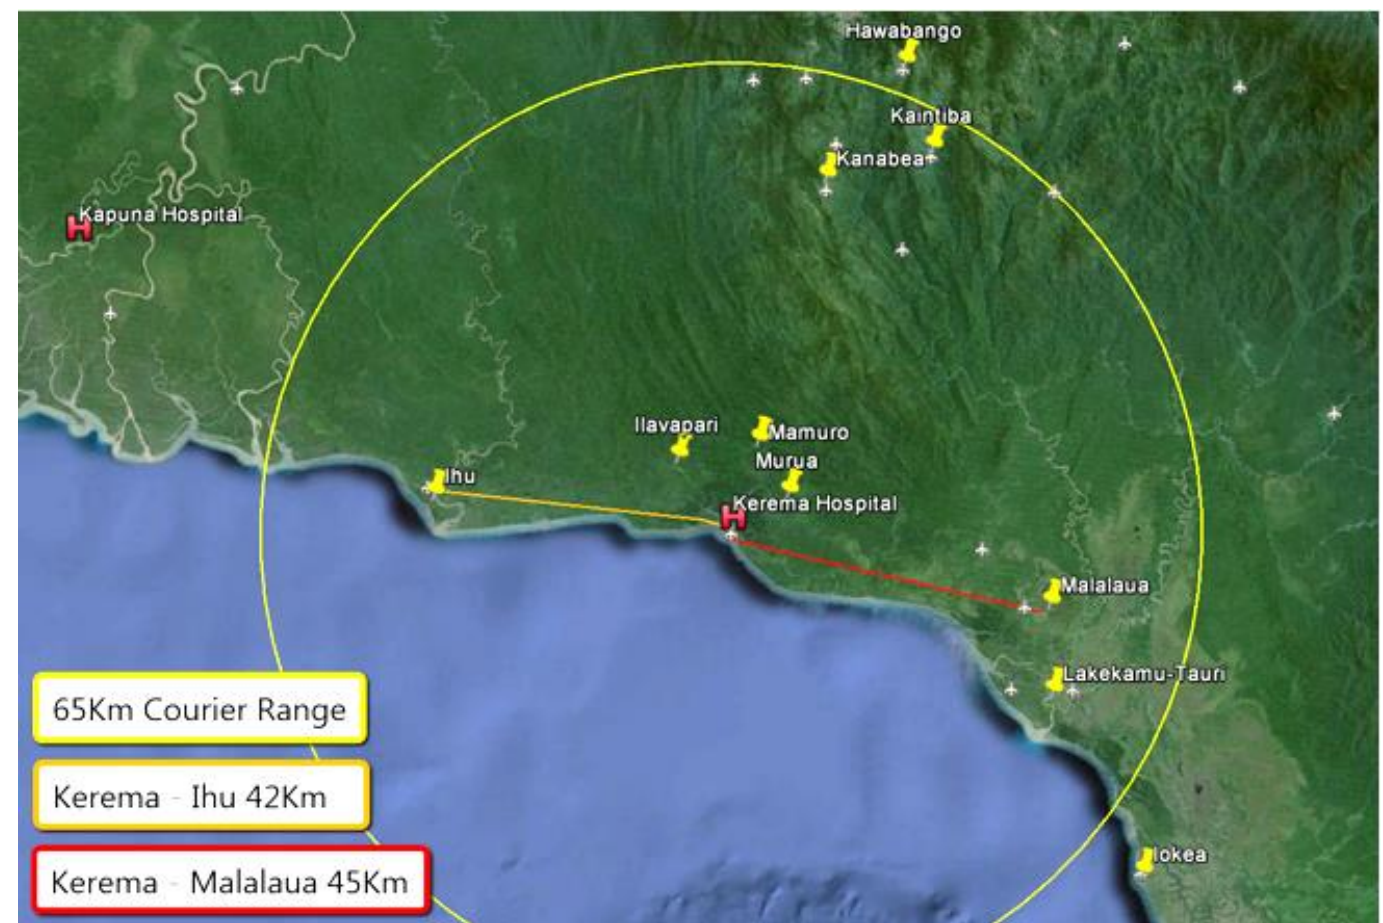 Hawabango
Kaintiba
Kanabea
Kapuna Hospital
Ilavapari
Mamuro
Murua
Ihu
Kerema Hospital
Malalaua
Lakekamu-Tauri
Iokea
65Km Courier Range
Kerema - Ihu 42Km
Kerema - Malalaua 45Km